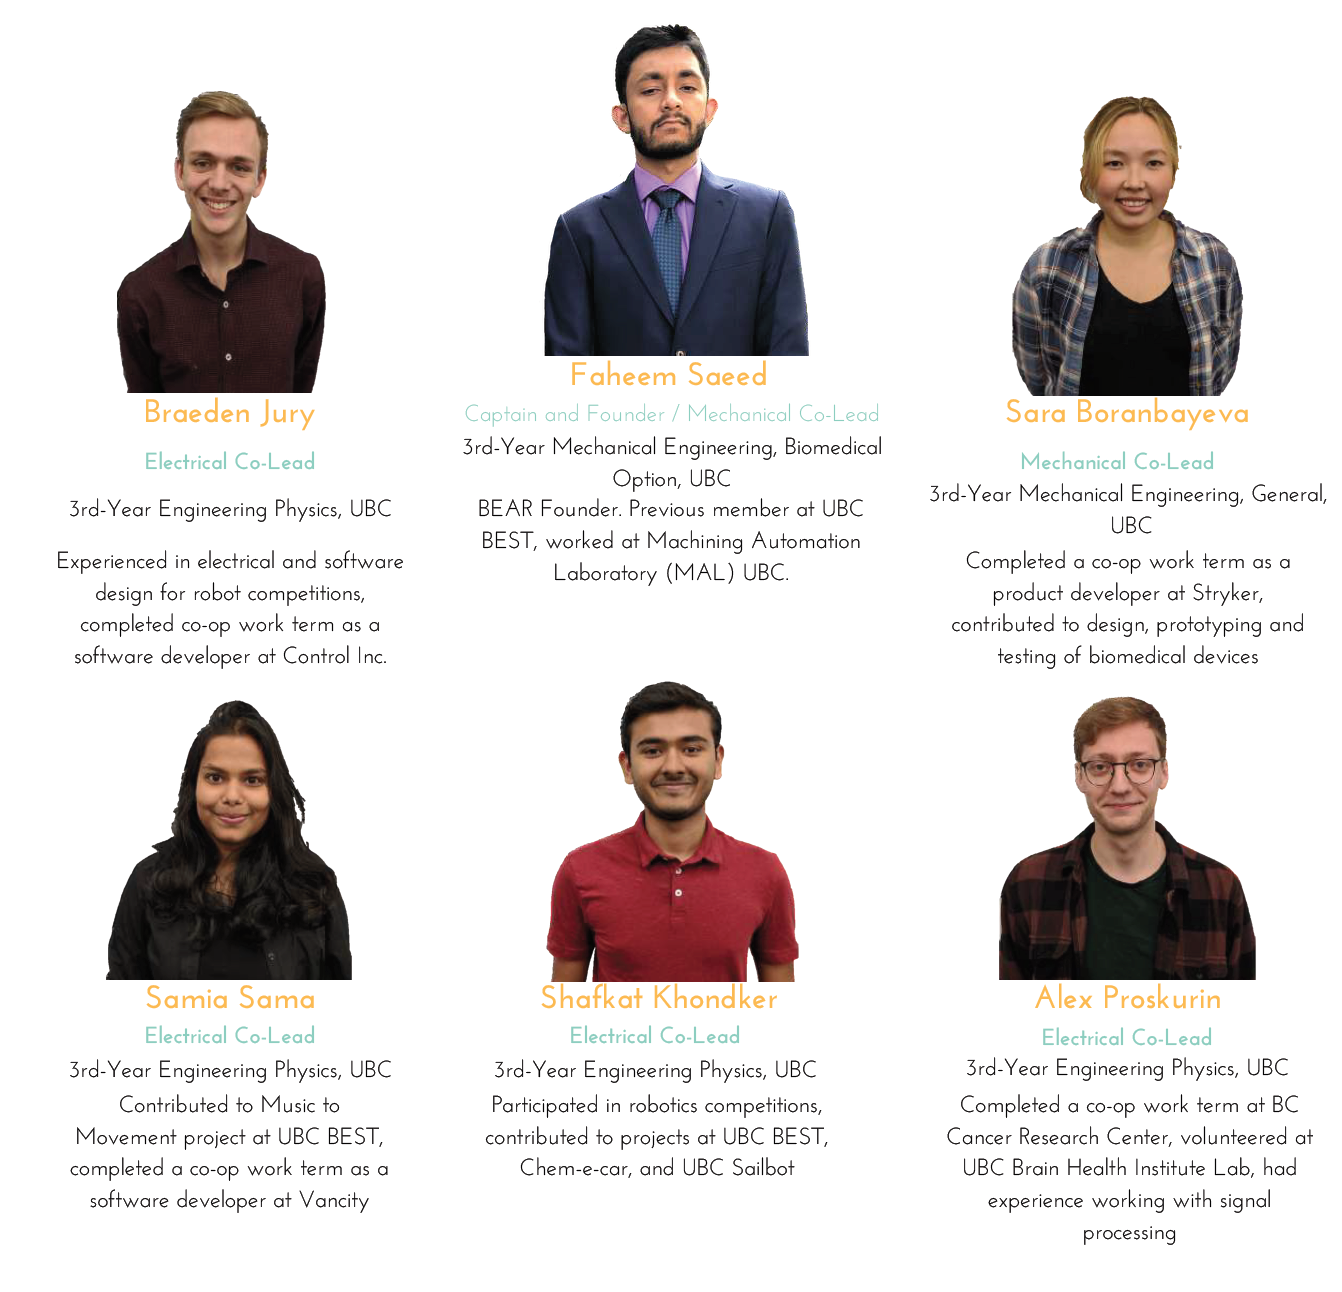 Braeden Jury
Electrical Co-Lead
3rd-Year Engineering Physics, UBC
Experienced in electrical and software
design for robot competitions,
completed co-op work term as a
software developer at Control Inc.
Faheem Saeed
Captain and Founder / Mechanical Co-Lead
3rd-Year Mechanical Engineering, Biomedical
Option, UBC
BEAR Founder. Previous member at UBC
BEST, worked at Machining Automation
Laboratory (MAL) UBC.
Sara Boranbayeva
Mechanical Co-Lead
3rd-Year Mechanical Engineering, General,
UBC
Completed a co-op work term as a
product developer at Stryker,
contributed to design, prototyping and
testing of biomedical devices
Samia Sama
Electrical Co-Lead
3rd-Year Engineering Physics, UBC
Contributed to Music to
Movement project at UBC BEST,
completed a co-op work term as a
software developer at Vancity
Shafkat Khondker
Electrical Co-Lead
3rd-Year Engineering Physics, UBC
Participated in robotics competitions,
contributed to projects at UBC BEST,
Chem-e-car, and UBC Sailbot
Alex Proskurin
Electrical Co-Lead
3rd-Year Engineering Physics, UBC
Completed a co-op work term at BC
Cancer Research Center, volunteered at
UBC Brain Health Institute Lab, had
experience working with signal
processing